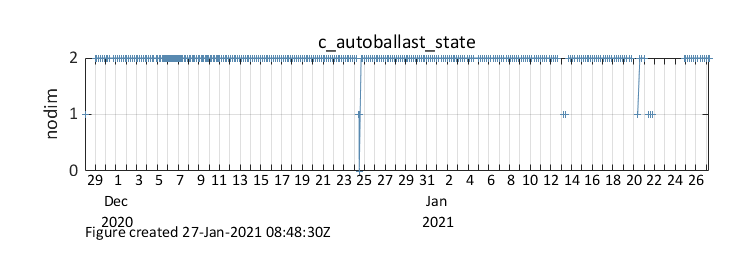 c_autoballast_state
2
1
0
nodim
29 1 3 5 7 9 11 13 15 17 19 21 23 25 27 29 31 2 4 6 8 10 12 14 16 18 20 22 24 26
Dec Jan
2020 2021
Figure created 27-Jan-2021 08:48:30Z